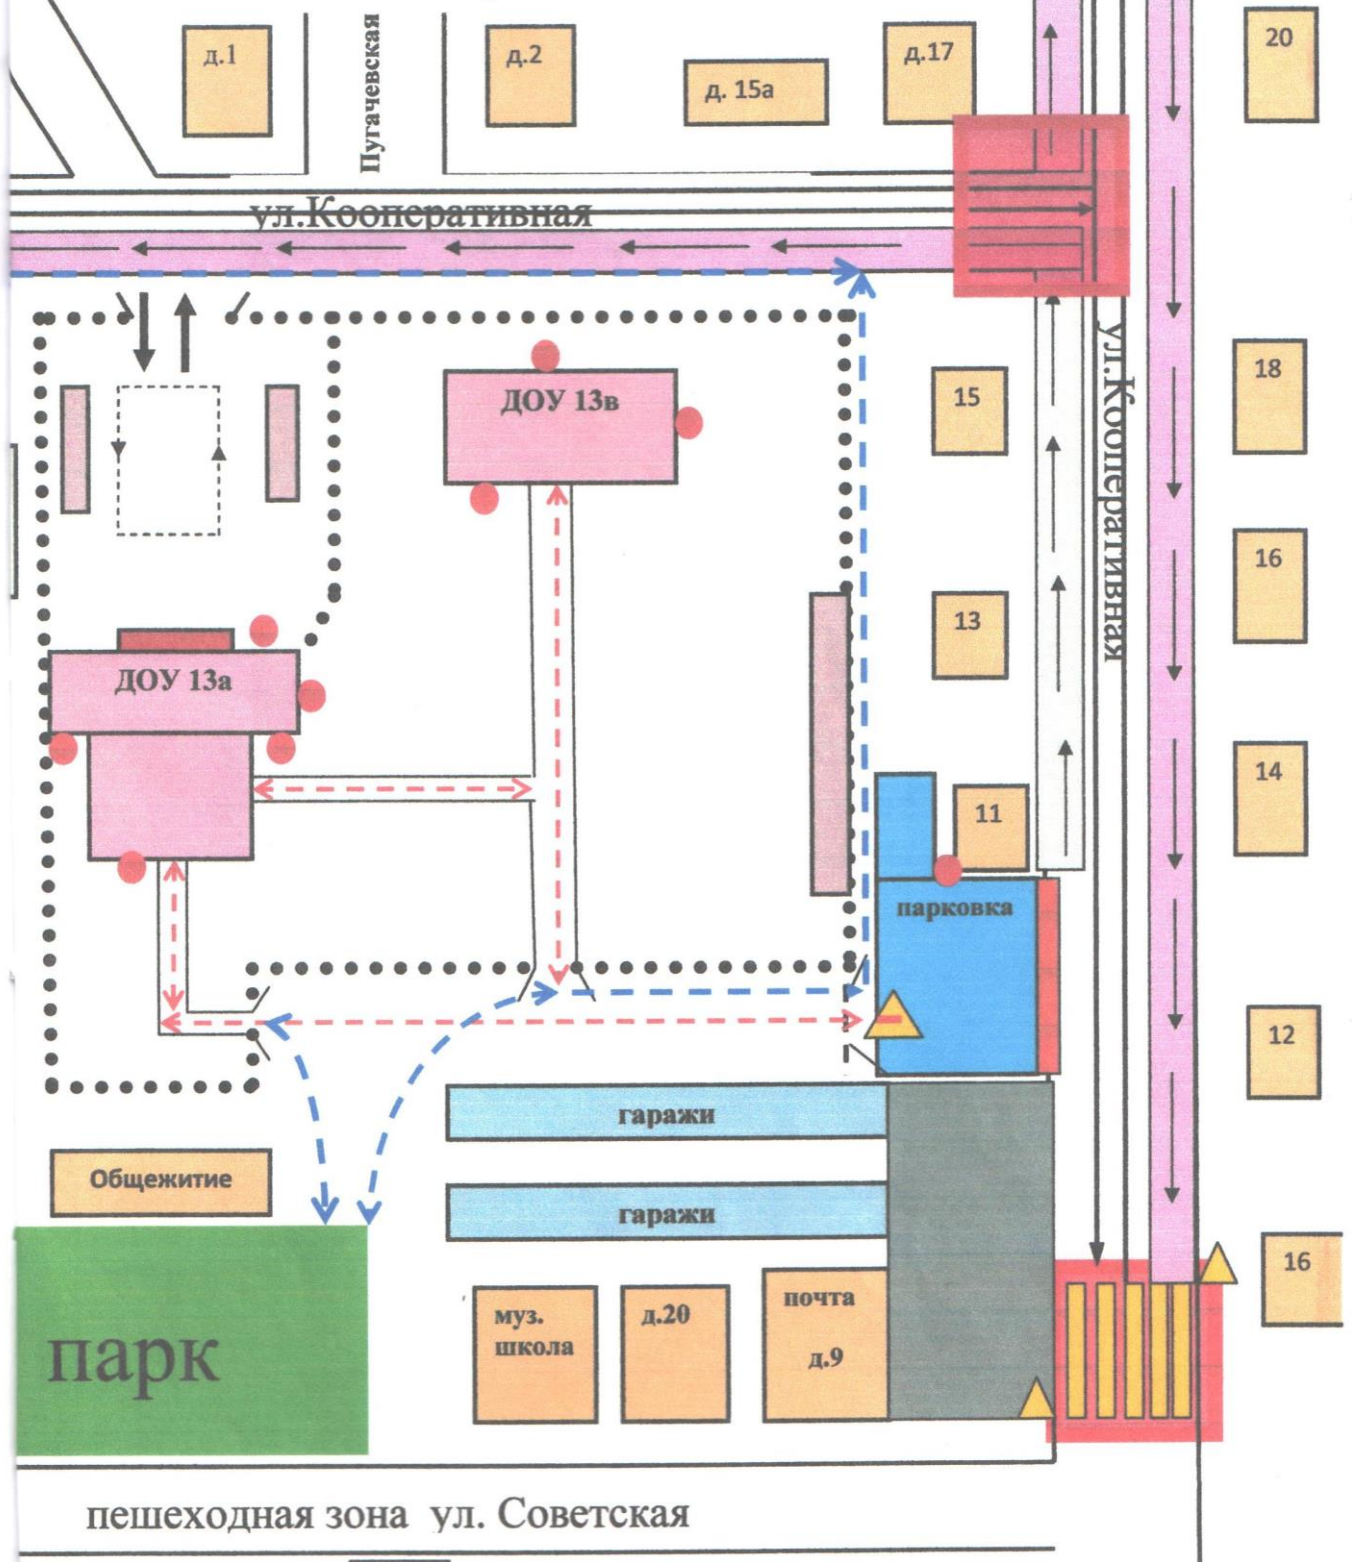 д.1
Пугачевская
д.2
д. 15а
д.17
20
ул.Кооперативная
ДОУ 13в
15
18
ул.Кооперативная
16
13
ДОУ 13а
14
11
парковка
12
гаражи
Общежитие
гаражи
16
муз.
школа
д.20
почта
д.9
парк
пешеходная зона ул. Советская